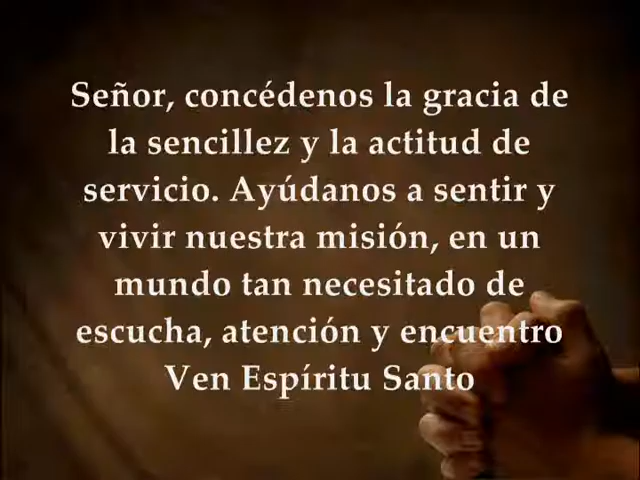 Señor, concédenos la gracia de
la sencillez y la actitud de
servicio. Ayúdanos a sentir y
vivir nuestra misión, en un
mundo tan necesitado de
escucha, atención y encuentro
Ven Espíritu Santo